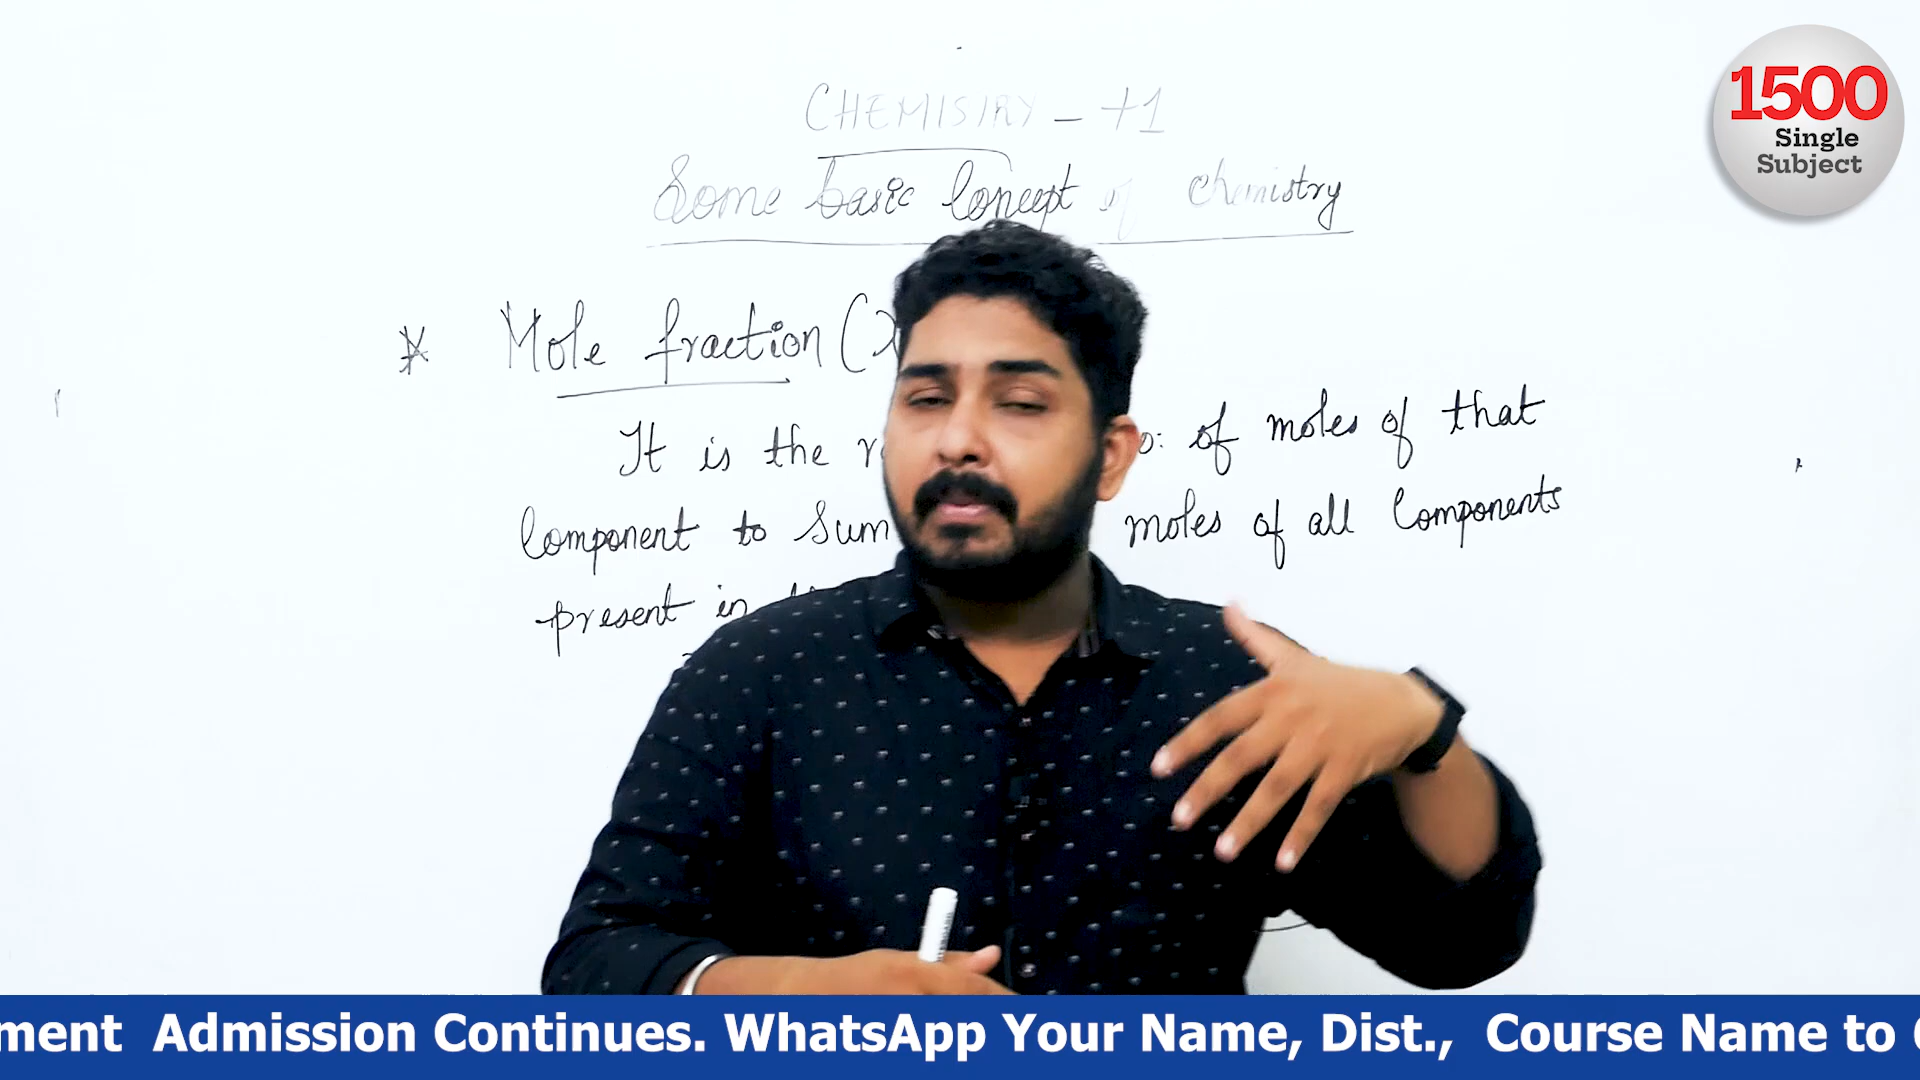 CHEMISTRY - +1
Some basic Concept of chemistry
* Mole fraction (
It is the of moles of that
Component to Sum moles of all Components
present in
1500
Single
Subject
Admission Continues. WhatsApp Your Name, Dist., Course Name to